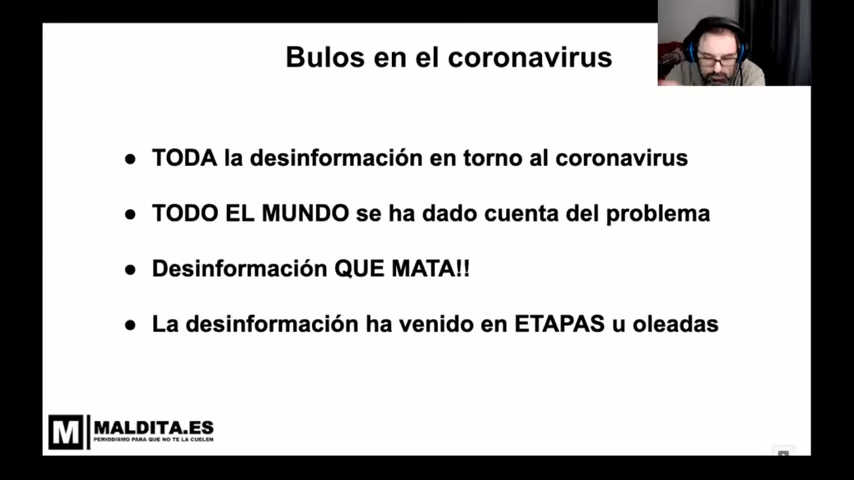 Bulos en el coronavirus
● TODA la desinformación en torno al coronavirus
● TODO EL MUNDO se ha dado cuenta del problema
● Desinformación QUE MATA!!
● La desinformación ha venido en ETAPAS u oleadas
M MALDITA.ES
PERIODISMO PARA QUE NO TE LA CUELEN